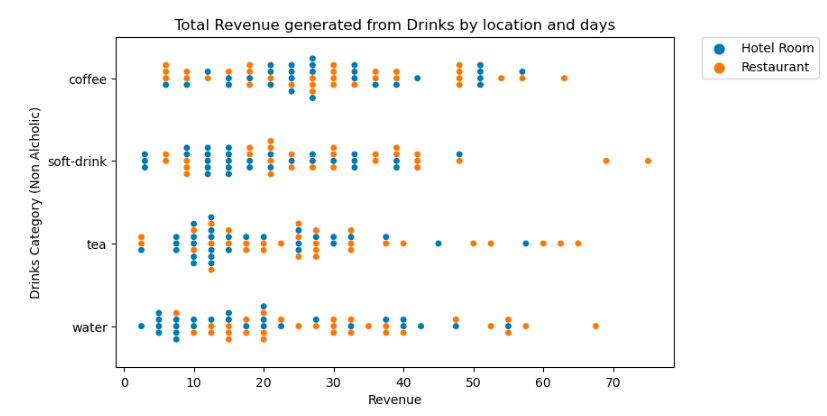 Total Revenue generated from Drinks by location and days
Hotel Room
Restaurant
Drinks Category (Non Alcholic)
coffee
soft-drink
tea
water
0 10 20 30 40 50 60 70
Revenue